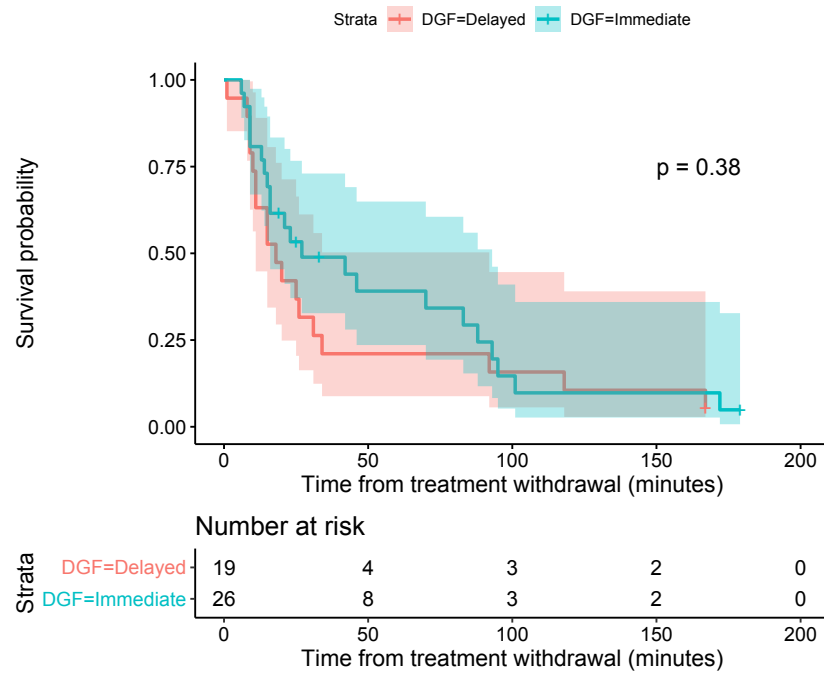 Strata DGF=Delayed DGF=Immediate
1.00
0.75
0.50
0.25
0.00
Survival probability
p = 0.38
0 50 100 150 200
Time from treatment withdrawal (minutes)
Number at risk
Strata
DGF=Delayed 19 4 3 2 0
DGF=Immediate 26 8 3 2 0
0 50 100 150 200
Time from treatment withdrawal (minutes)